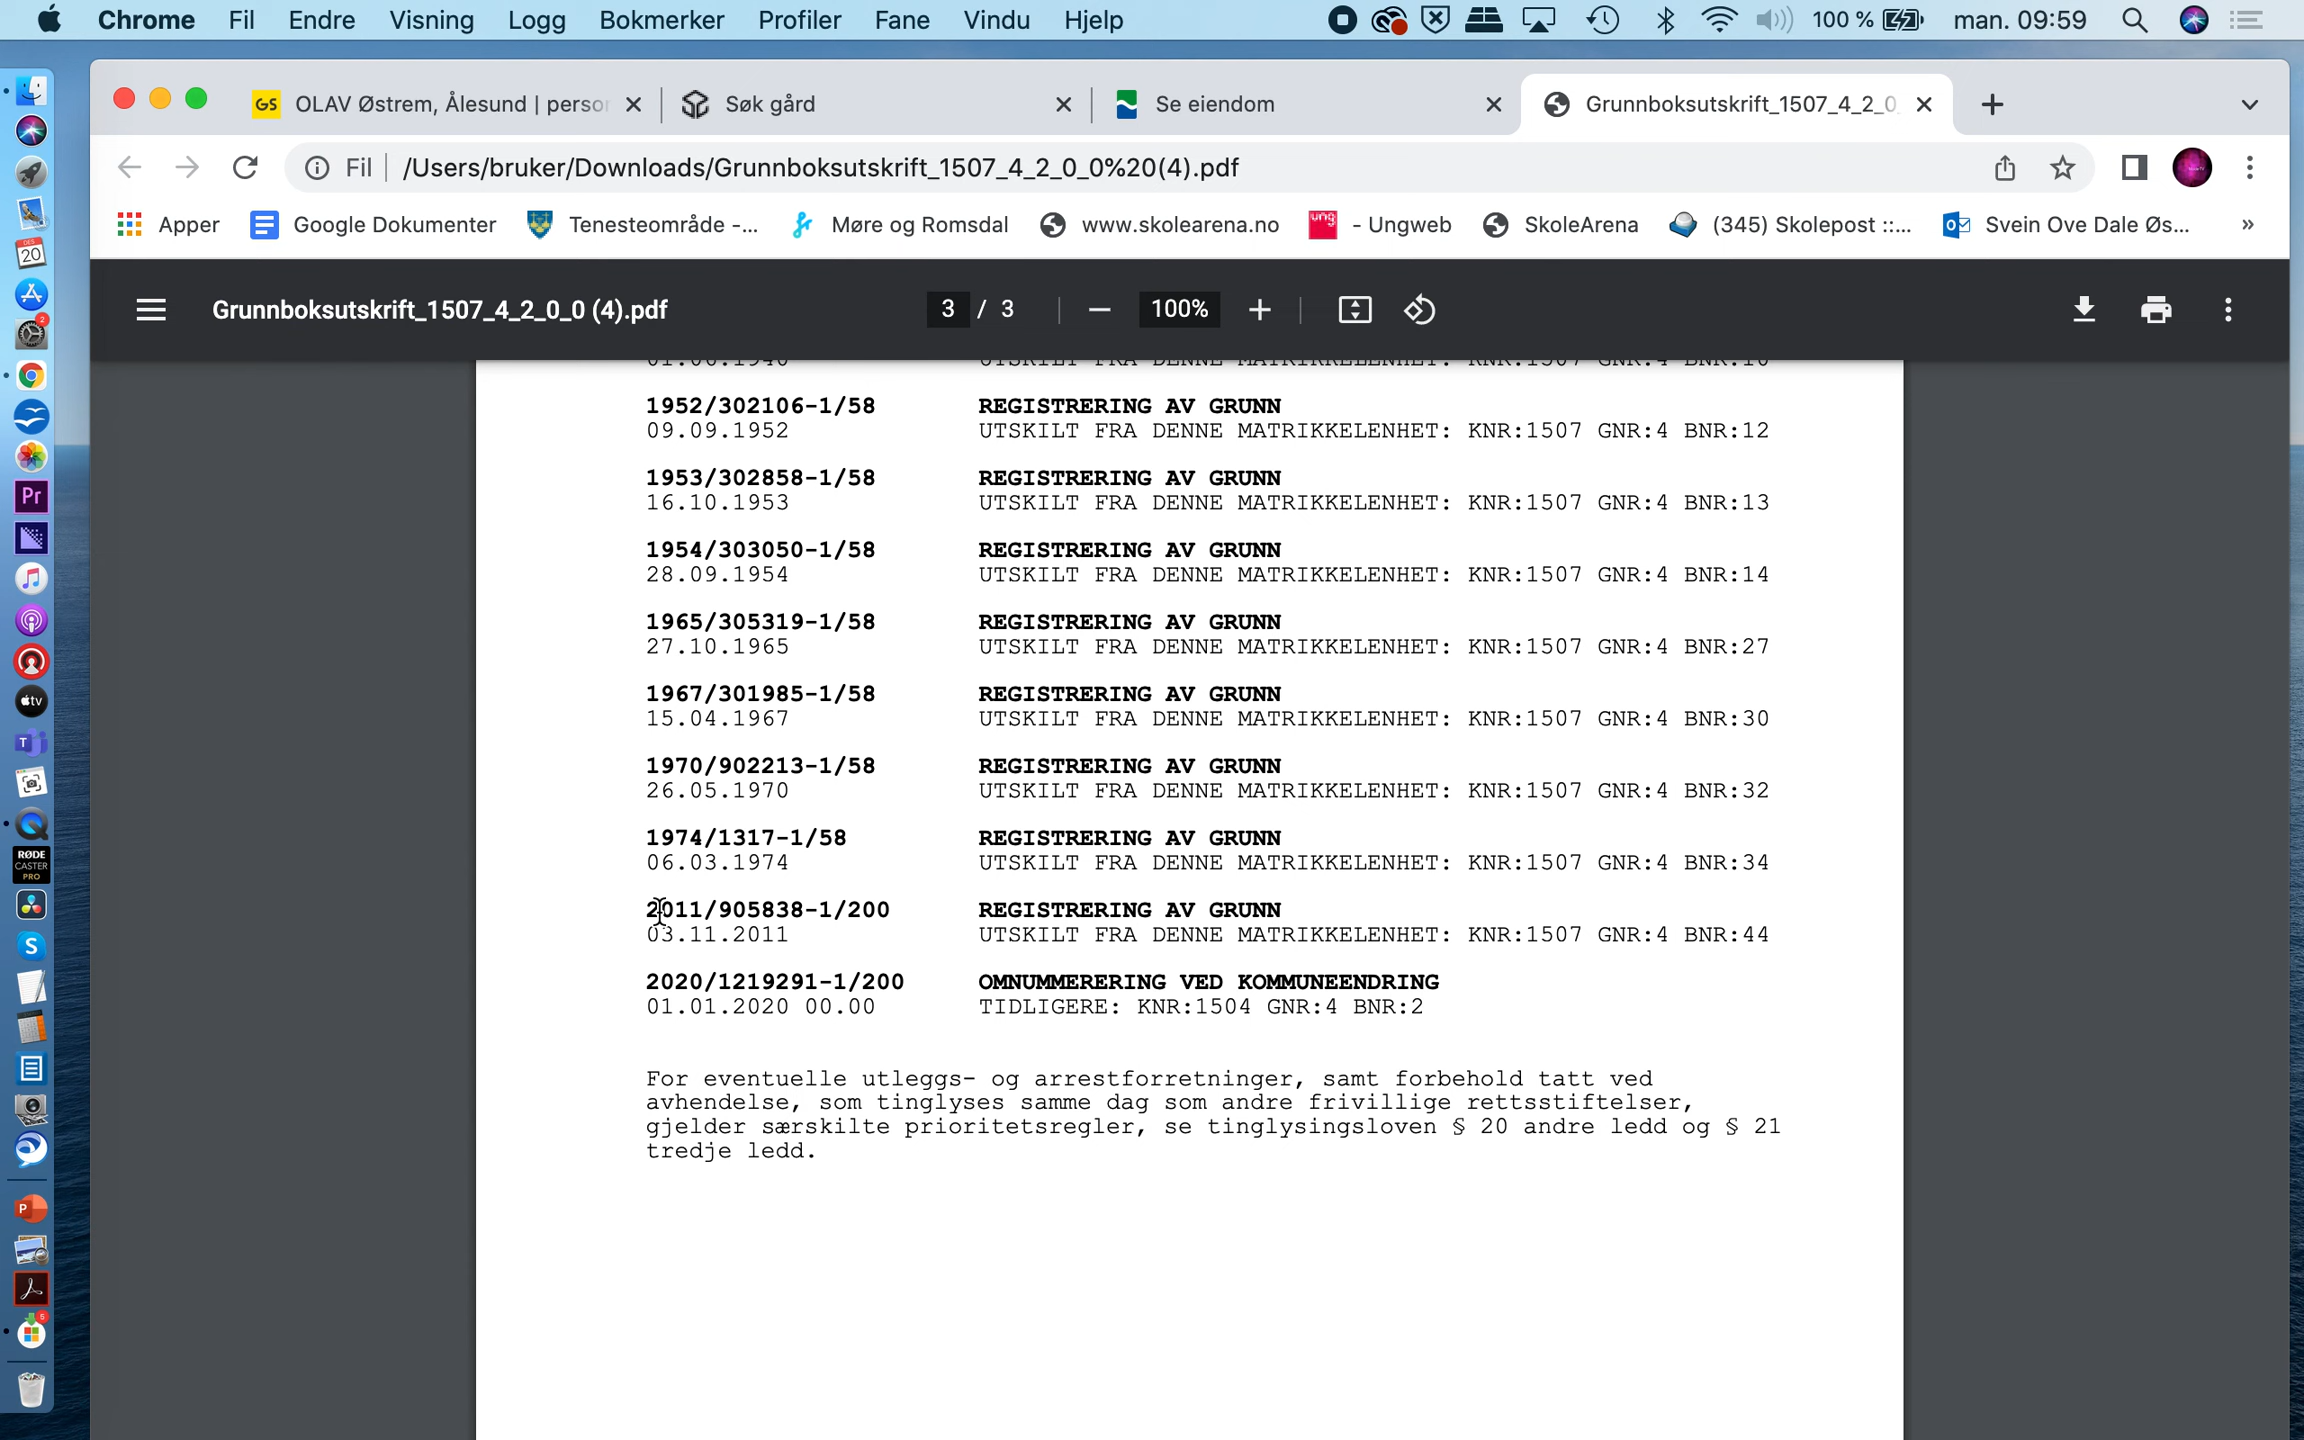 Chrome Fil Endre Visning Logg Bokmerker Profiler Fane Vindu Hjelp 100 % man. 09:59
GS OLAV Østrem, Ålesund | person Søk gård Se eiendom Grunnboksutskrift_1507_4_2_0
Fil /Users/bruker/Downloads/Grunnboksutskrift_1507_4_2_0_0%20(4).pdf
Apper Google Dokumenter Tenesteområde -... Møre og Romsdal www.skolearena.no ung - Ungweb SkoleArena (345) Skolepost ::... Svein Ove Dale Øs... »
Grunnboksutskrift_1507_4_2_0_0 (4).pdf 3 / 3 100%
1952/302106-1/58 REGISTRERING AV GRUNN
09.09.1952 UTSKILT FRA DENNE MATRIKKELENHET: KNR:1507 GNR:4 BNR:12
1953/302858-1/58 REGISTRERING AV GRUNN
16.10.1953 UTSKILT FRA DENNE MATRIKKELENHET: KNR:1507 GNR:4 BNR:13
1954/303050-1/58 REGISTRERING AV GRUNN
28.09.1954 UTSKILT FRA DENNE MATRIKKELENHET: KNR:1507 GNR:4 BNR:14
1965/305319-1/58 REGISTRERING AV GRUNN
27.10.1965 UTSKILT FRA DENNE MATRIKKELENHET: KNR:1507 GNR:4 BNR:27
1967/301985-1/58 REGISTRERING AV GRUNN
15.04.1967 UTSKILT FRA DENNE MATRIKKELENHET: KNR:1507 GNR:4 BNR:30
1970/902213-1/58 REGISTRERING AV GRUNN
26.05.1970 UTSKILT FRA DENNE MATRIKKELENHET: KNR:1507 GNR:4 BNR:32
1974/1317-1/58 REGISTRERING AV GRUNN
06.03.1974 UTSKILT FRA DENNE MATRIKKELENHET: KNR:1507 GNR:4 BNR:34
2011/905838-1/200 REGISTRERING AV GRUNN
03.11.2011 UTSKILT FRA DENNE MATRIKKELENHET: KNR:1507 GNR:4 BNR:44
2020/1219291-1/200 OMNUMMERERING VED KOMMUNEENDRING
01.01.2020 00.00 TIDLIGERE: KNR:1504 GNR:4 BNR:2
For eventuelle utleggs- og arrestforretninger, samt forbehold tatt ved
avhendelse, som tinglyses samme dag som andre frivillige rettsstiftelser,
gjelder særskilte prioritetsregler, se tinglysingsloven § 20 andre ledd og § 21
tredje ledd.
DES
20
2
Pr
tv
T
RØDE
CASTER
PRO
S
P
5